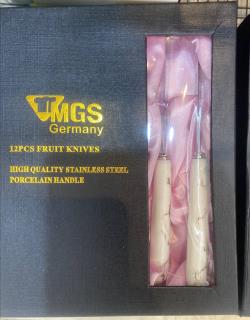 MGS
Germany
12PCS FRUIT KNIVES
HIGH QUALITY STAINLESS STEEL
PORCELAIN HANDLE